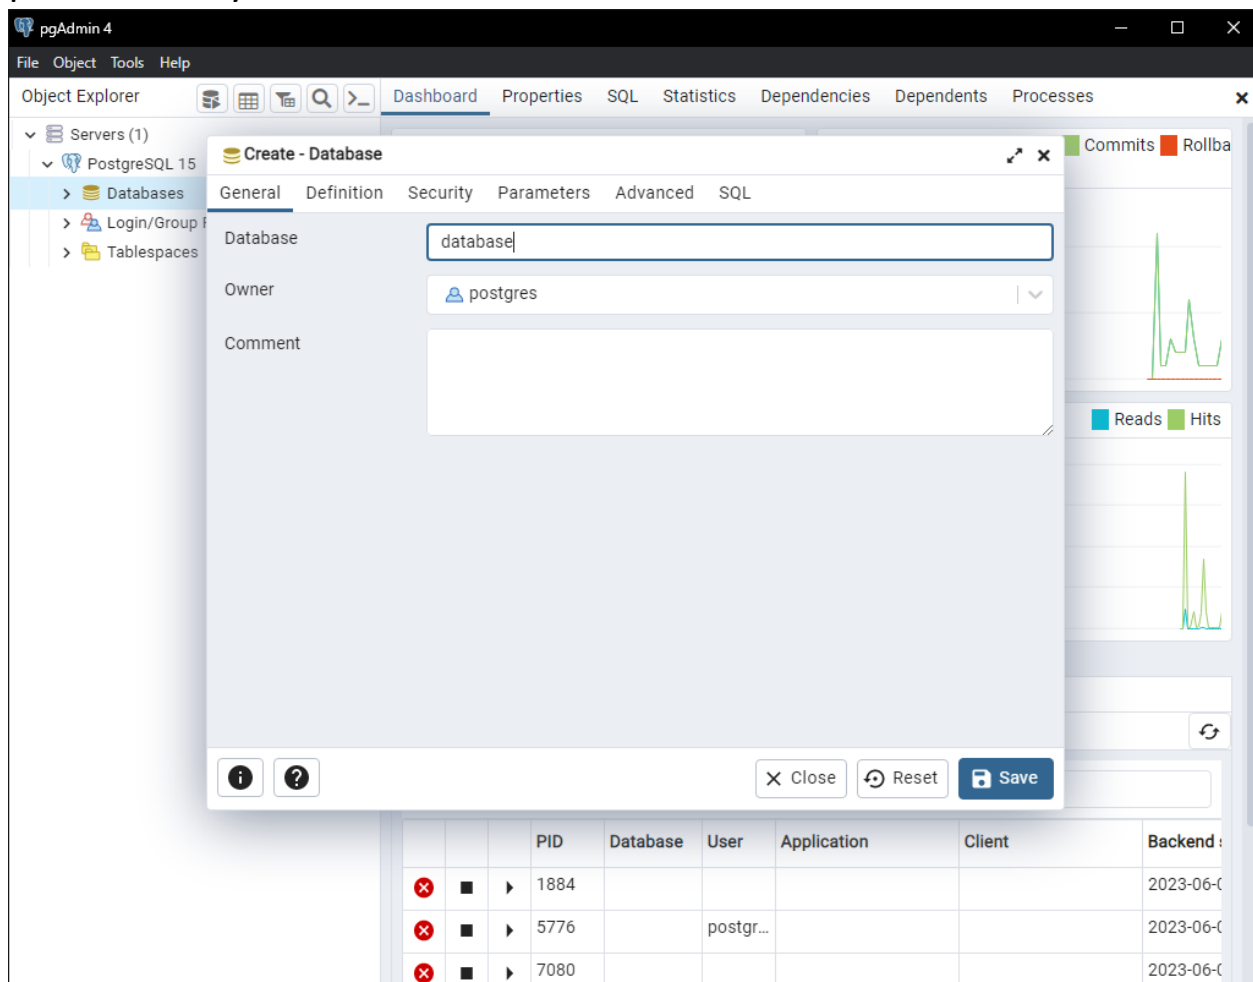 pgAdmin 4
File Object Tools Help
Object Explorer
Dashboard Properties SQL Statistics Dependencies Dependents Processes
Servers (1)
PostgreSQL 15
Databases
Login/Group
Tablespaces
Commits Rollba
Create - Database
General Definition Security Parameters Advanced SQL
Database database
Owner postgres
Comment
Reads Hits
Close Reset Save
PID Database User Application Client Backend
1884 2023-06-0
5776 postgr... 2023-06-0
7080 2023-06-0